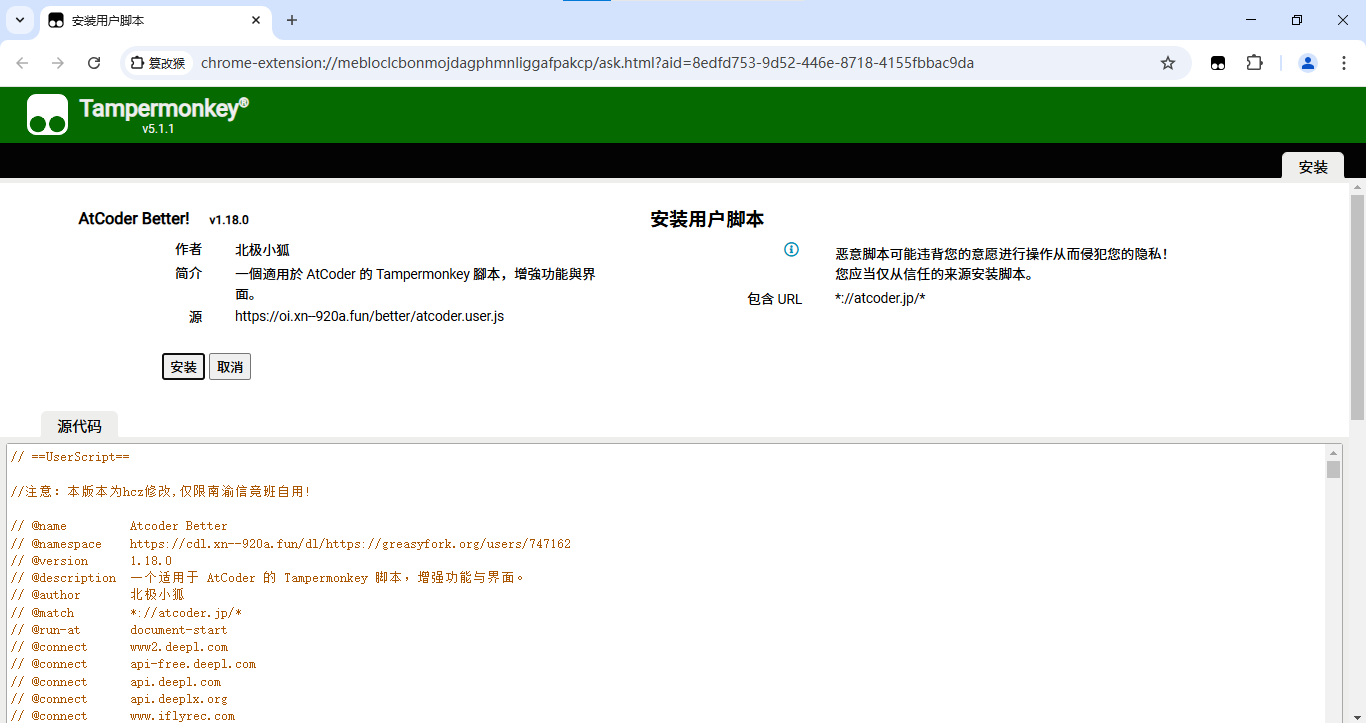 安装用户脚本
篡改猴
chrome-extension://mebloclcbonmojdagphmnliggafpakcp/ask.html?aid=8edfd753-9d52-446e-8718-4155fbbac9da
Tampermonkey®
v5.1.1
安装
AtCoder Better! v1.18.0
作者 北极小狐
简介 一個適用於 AtCoder 的 Tampermonkey 腳本，增強功能與界
面。
源 https://oi.xn--920a.fun/better/atcoder.user.js
安装 取消
安装用户脚本
恶意脚本可能违背您的意愿进行操作从而侵犯您的隐私！
您应当仅从信任的来源安装脚本。
包含 URL *://atcoder.jp/*
源代码
// ==UserScript==
//注意：本版本为hcz修改,仅限南渝信竞班自用!
// @name Atcoder Better
// @namespace https://cdl.xn--920a.fun/dl/https://greasyfork.org/users/747162
// @version 1.18.0
// @description 一个适用于 AtCoder 的 Tampermonkey 脚本，增强功能与界面。
// @author 北极小狐
// @match *://atcoder.jp/*
// @run-at document-start
// @connect www2.deepl.com
// @connect api-free.deepl.com
// @connect api.deepl.com
// @connect api.deeplx.org
// @connect www.iflyrec.com